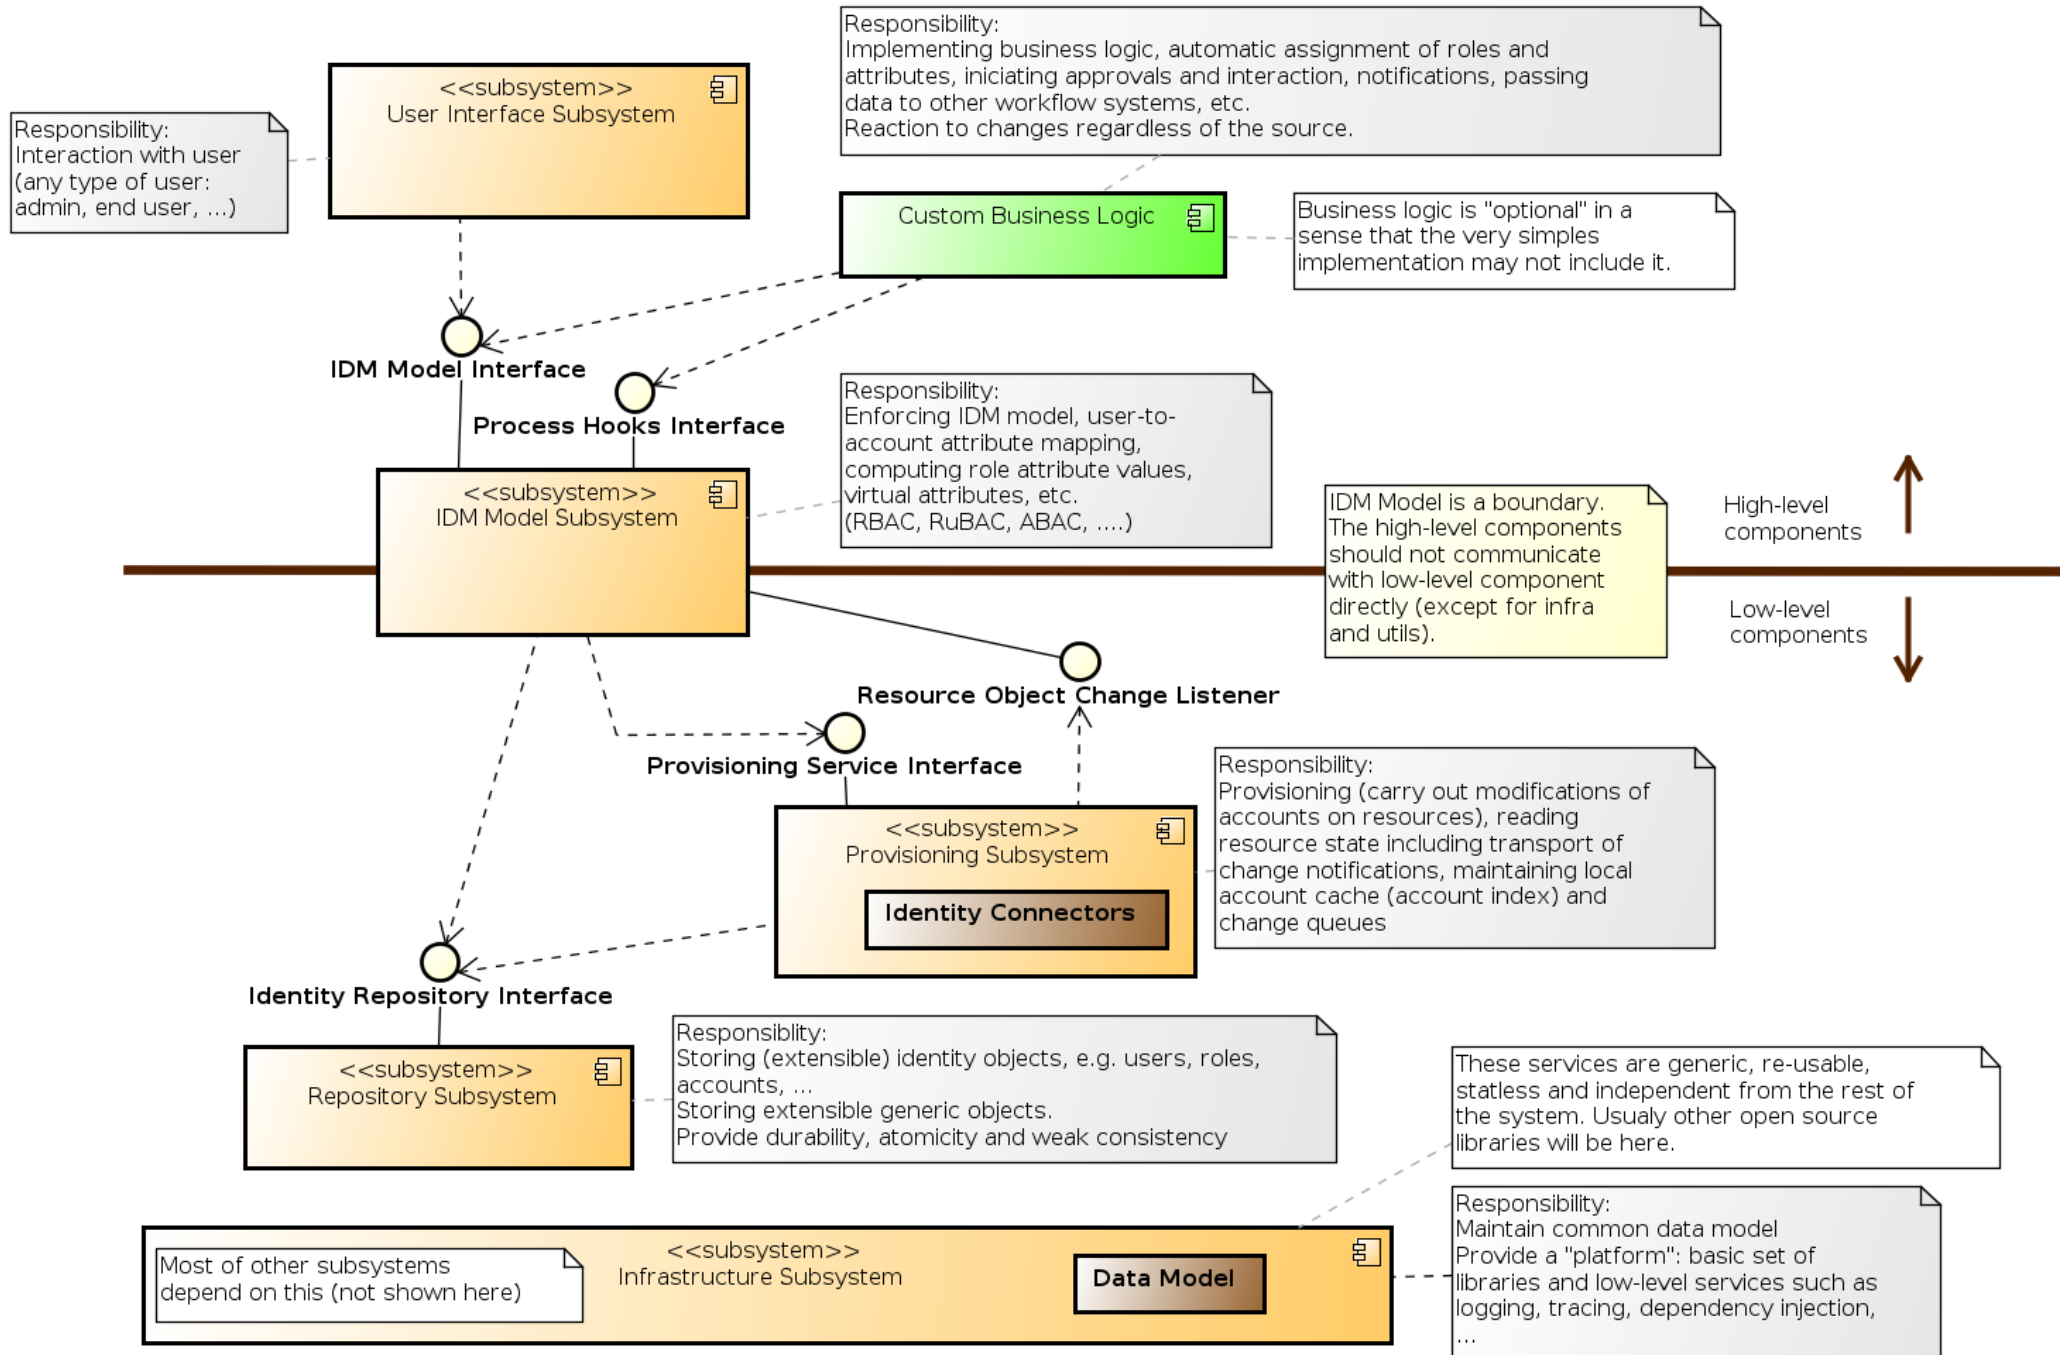 Responsibility:
Implementing business logic, automatic assignment of roles and
attributes, iniciating approvals and interaction, notifications, passing
data to other workflow systems, etc.
Reaction to changes regardless of the source.
<<subsystem>>
User Interface Subsystem
Responsibility:
Interaction with user
(any type of user:
admin, end user, ...)
Custom Business Logic
Business logic is "optional" in a
sense that the very simples
implementation may not include it.
IDM Model Interface
Process Hooks Interface
Responsibility:
Enforcing IDM model, user-to-
account attribute mapping,
computing role attribute values,
virtual attributes, etc.
(RBAC, RuBAC, ABAC, ....)
<<subsystem>>
IDM Model Subsystem
IDM Model is a boundary.
The high-level components
should not communicate
with low-level component
directly (except for infra
and utils).
High-level
components
Low-level
components
Resource Object Change Listener
Provisioning Service Interface
Responsibility:
Provisioning (carry out modifications of
accounts on resources), reading
resource state including transport of
change notifications, maintaining local
account cache (account index) and
change queues
<<subsystem>>
Provisioning Subsystem
Identity Connectors
Identity Repository Interface
<<subsystem>>
Repository Subsystem
Responsiblity:
Storing (extensible) identity objects, e.g. users, roles,
accounts, ...
Storing extensible generic objects.
Provide durability, atomicity and weak consistency
These services are generic, re-usable,
statless and independent from the rest of
the system. Usualy other open source
libraries will be here.
Most of other subsystems
depend on this (not shown here)
<<subsystem>>
Infrastructure Subsystem
Data Model
Responsibility:
Maintain common data model
Provide a "platform": basic set of
libraries and low-level services such as
logging, tracing, dependency injection,
...